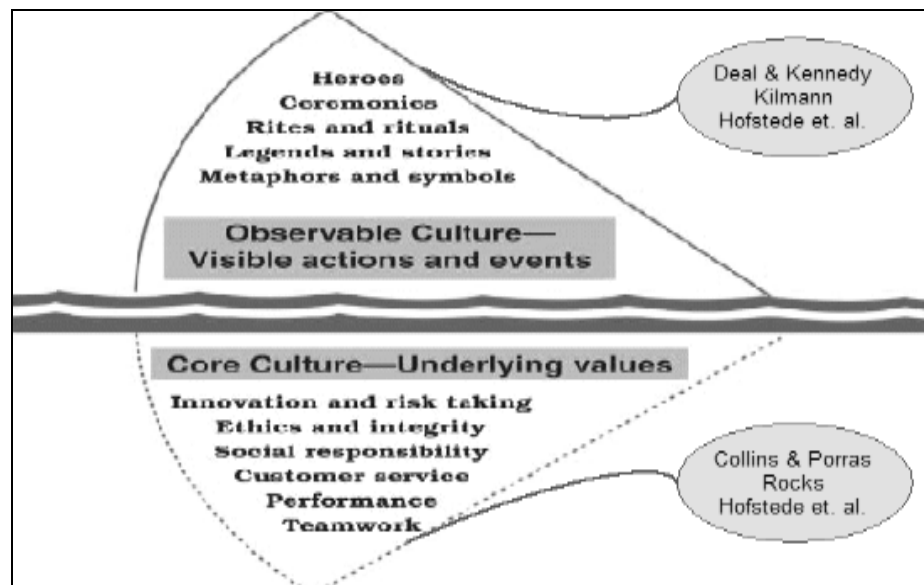 Heroes
Ceremonies
Rites and rituals
Legends and stories
Metaphors and symbols
Deal & Kennedy
Kilmann
Hofstede et. al.
Observable Culture—
Visible actions and events
Core Culture—Underlying values
Innovation and risk taking
Ethics and integrity
Social responsibility
Customer service
Performance
Teamwork
Collins & Porras
Rocks
Hofstede et. al.